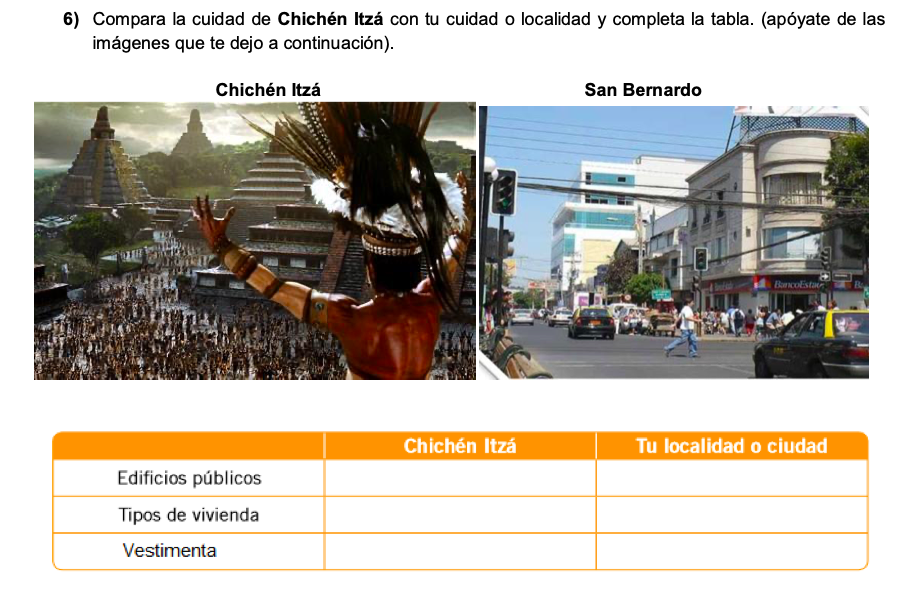 6) Compara la cuidad de Chichén Itzá con tu cuidad o localidad y completa la tabla. (apóyate de las
imágenes que te dejo a continuación).
Chichén Itzá
San Bernardo
BancoEstado
Chichén Itzá
Tu localidad o ciudad
Edificios públicos
Tipos de vivienda
Vestimenta